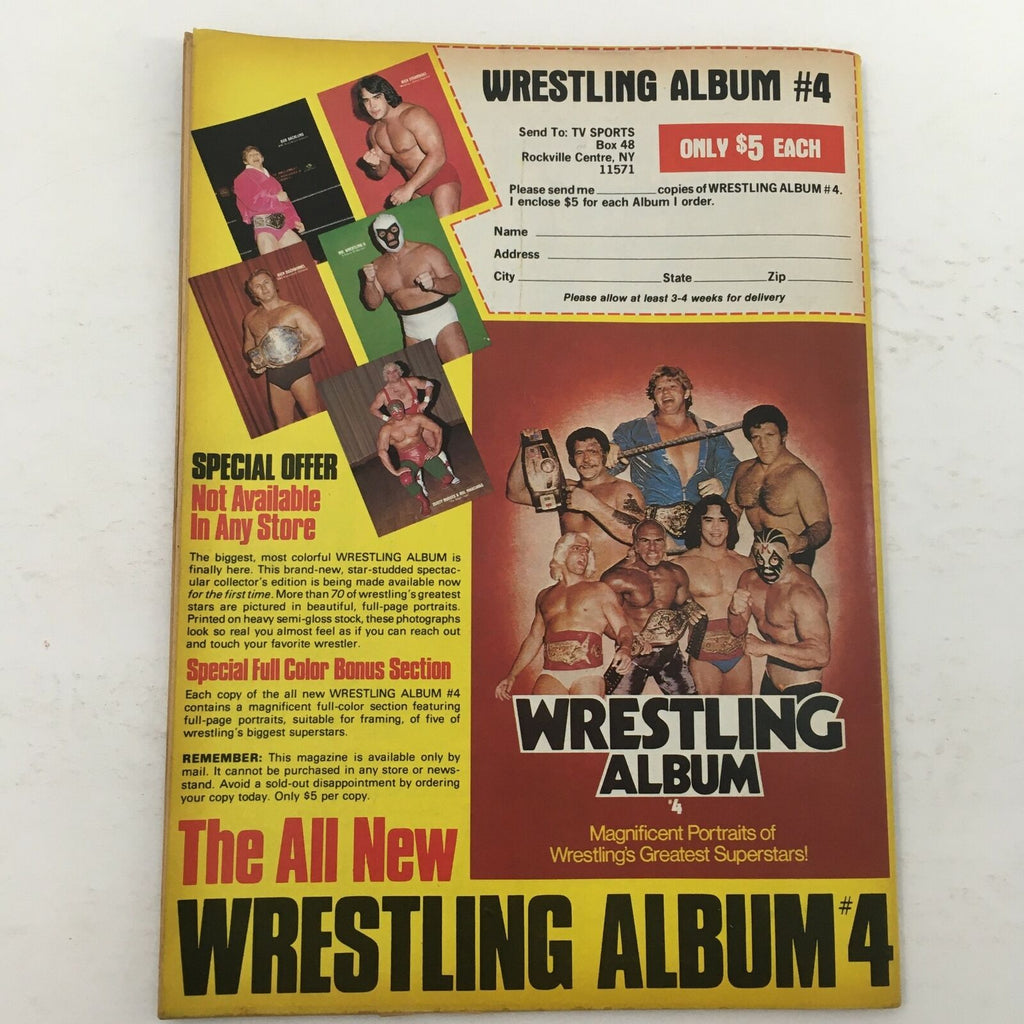 WRESTLING ALBUM #4
Send To: TV SPORTS
Box 48
Rockville Centre, NY
11571
ONLY $5 EACH
Please send me ________ copies of WRESTLING ALBUM #4.
I enclose $5 for each Album I order.
Name
Address
City State Zip
Please allow at least 3-4 weeks for delivery
BOB BACKLUND
MR. WRESTLING II
SPECIAL OFFER
Not Available
In Any Store
The biggest, most colorful WRESTLING ALBUM is
finally here. This brand-new, star-studded spectac-
ular collector's edition is being made available now
for the first time. More than 70 of wrestling's greatest
stars are pictured in beautiful, full-page portraits.
Printed on heavy semi-gloss stock, these photographs
look so real you almost feel as if you can reach out
and touch your favorite wrestler.
Special Full Color Bonus Section
Each copy of the all new WRESTLING ALBUM #4
contains a magnificent full-color section featuring
full-page portraits, suitable for framing, of five of
wrestling's biggest superstars.
REMEMBER: This magazine is available only by
mail. It cannot be purchased in any store or news-
stand. Avoid a sold-out disappointment by ordering
your copy today. Only $5 per copy.
WRESTLING
ALBUM
#4
Magnificent Portraits of
Wrestling's Greatest Superstars!
The All New
WRESTLING ALBUM #4